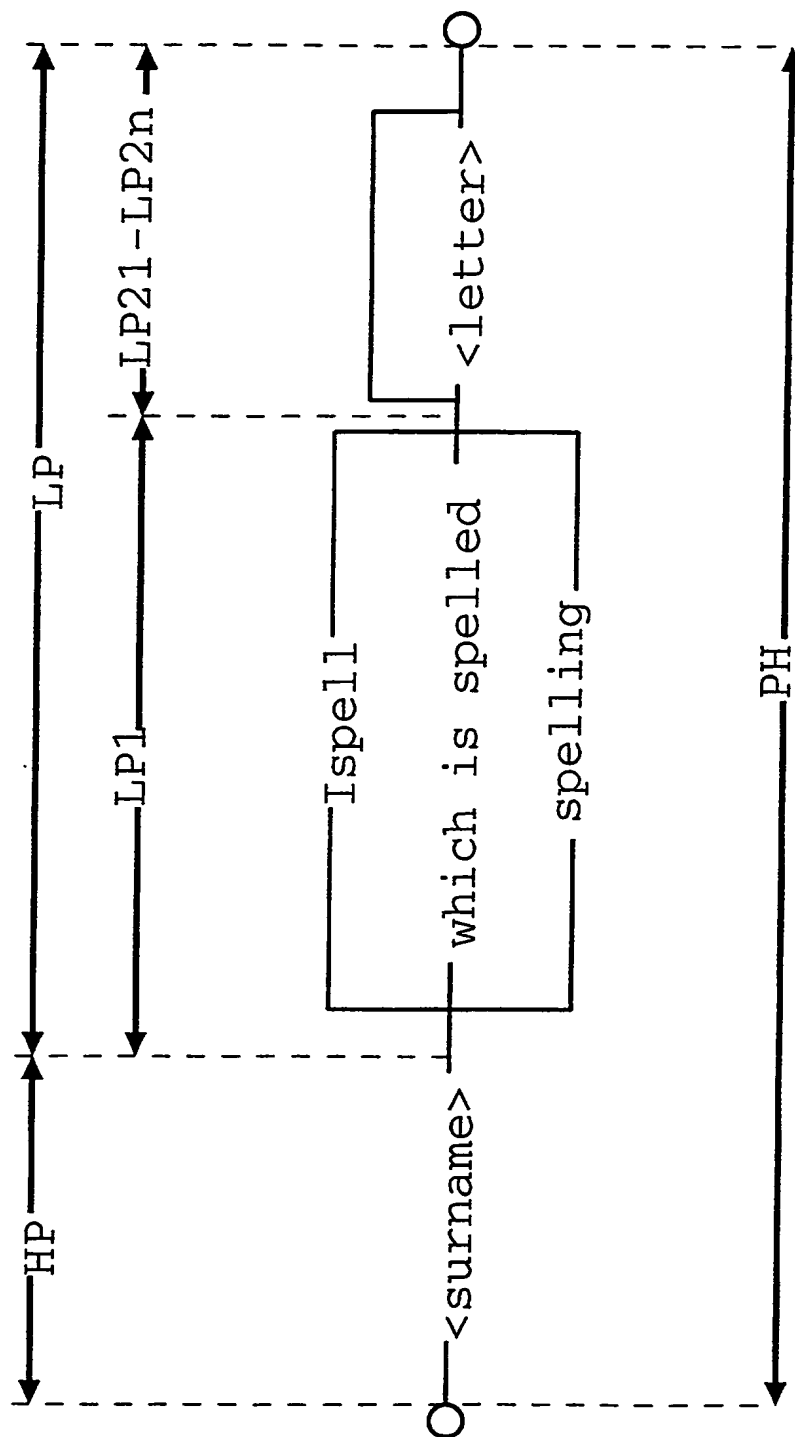 HP
LP
LP1
LP21-LP2n
Ispell
<surname>
which is spelled
<letter>
spelling
PH